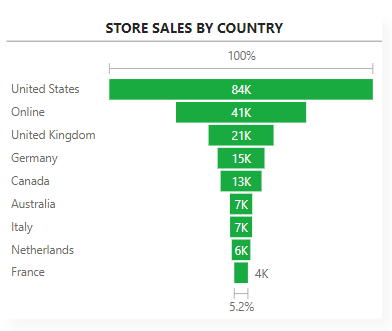 STORE SALES BY COUNTRY
100%
United States 84K
Online 41K
United Kingdom 21K
Germany 15K
Canada 13K
Australia 7K
Italy 7K
Netherlands 6K
France 4K
5.2%